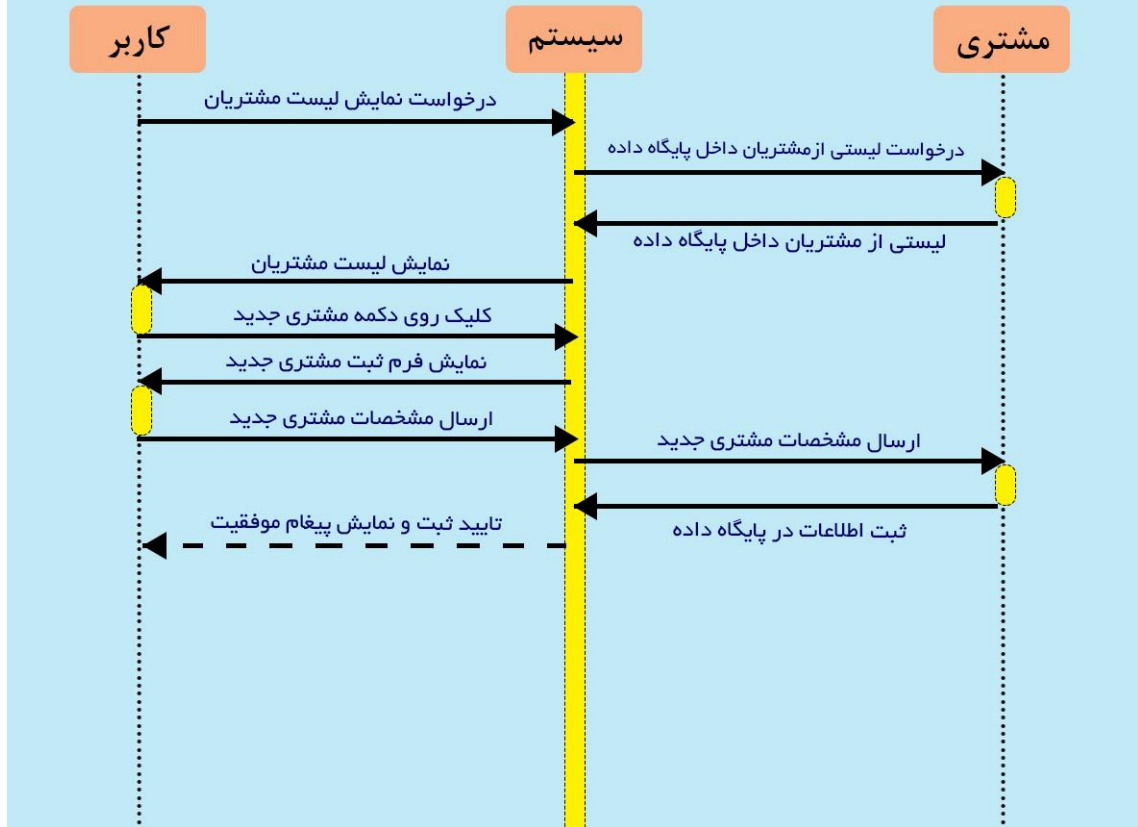 کاربر
سیستم
مشتری
درخواست نمایش لیست مشتریان
درخواست لیستی ازمشتریان داخل پایگاه داده
لیستی از مشتریان داخل پایگاه داده
نمایش لیست مشتریان
کلیک روی دکمه مشتری جدید
نمایش فرم ثبت مشتری جدید
ارسال مشخصات مشتری جدید
ارسال مشخصات مشتری جدید
تایید ثبت و نمایش پیغام موفقیت
ثبت اطلاعات در پایگاه داده